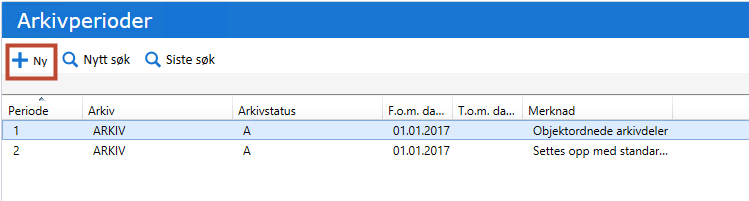 Arkivperioder
Ny Nytt søk Siste søk
Periode Arkiv Arkivstatus F.o.m. da... T.o.m. da... Merknad
1 ARKIV A 01.01.2017 Objektordnede arkivdeler
2 ARKIV A 01.01.2017 Settes opp med standar...